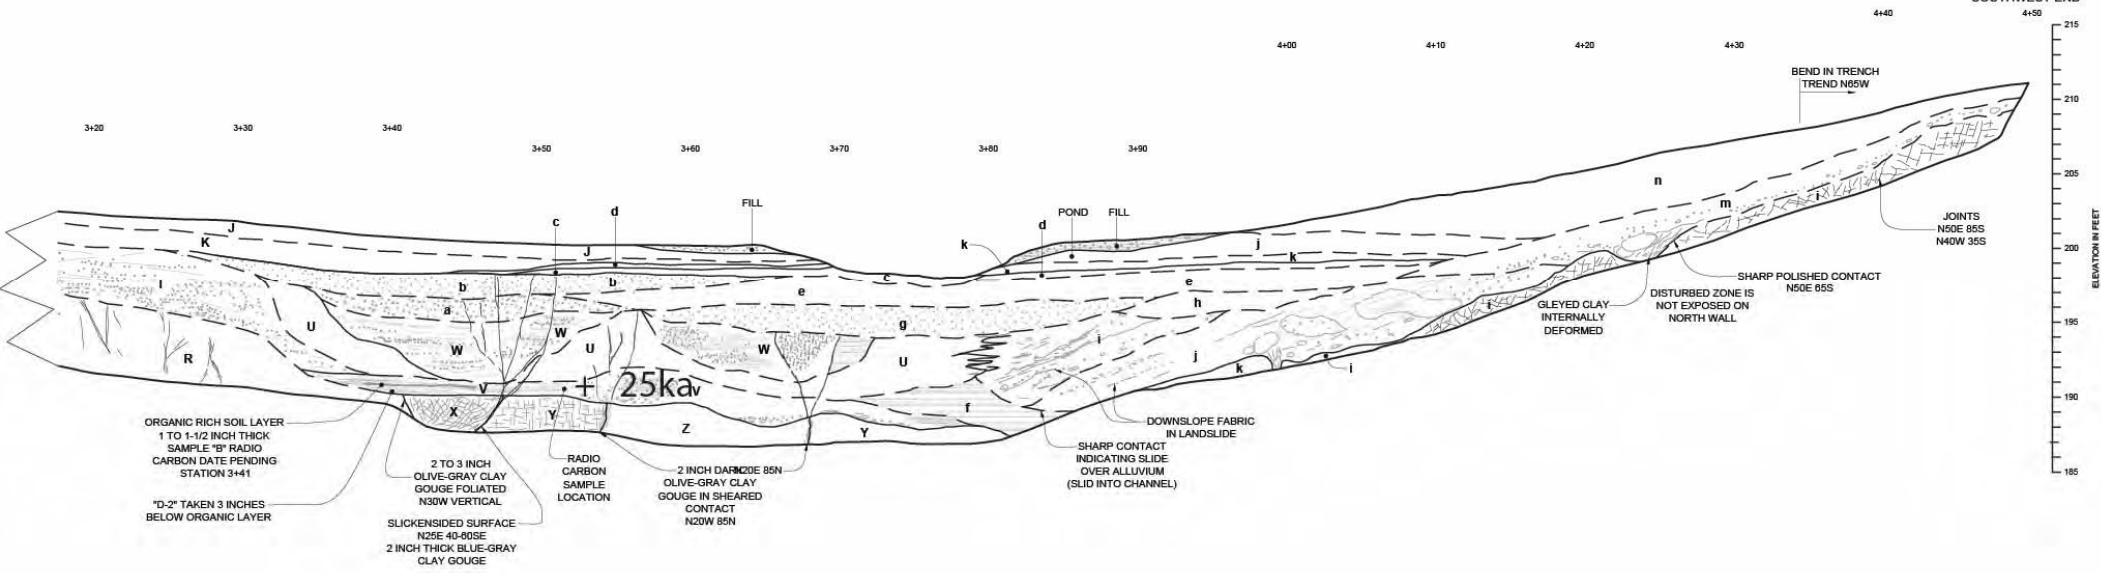 SOUTHWEST END
4+40
4+50
215
4+00
4+10
4+20
4+30
BEND IN TRENCH
TREND N65W
210
3+20
3+30
3+40
3+50
3+60
3+70
3+80
3+90
205
n
m
i
JOINTS
N50E 85S
N40W 35S
ELEVATION IN FEET
200
195
190
185
c
d
FILL
POND
FILL
d
k
J
K
J
j
k
c
I
b
b
e
e
a
h
g
U
W
W
U
W
U
i
j
k
i
i
R
V
25ka
v
X
Y
Z
Y
f
SHARP POLISHED CONTACT
N50E 65S
GLEYED CLAY
INTERNALLY
DEFORMED
DISTURBED ZONE IS
NOT EXPOSED ON
NORTH WALL
ORGANIC RICH SOIL LAYER
1 TO 1-1/2 INCH THICK
SAMPLE "B" RADIO
CARBON DATE PENDING
STATION 3+41
"D-2" TAKEN 3 INCHES
BELOW ORGANIC LAYER
2 TO 3 INCH
OLIVE-GRAY CLAY
GOUGE FOLIATED
N30W VERTICAL
SLICKENSIDED SURFACE
N25E 40-60SE
2 INCH THICK BLUE-GRAY
CLAY GOUGE
RADIO
CARBON
SAMPLE
LOCATION
2 INCH DARK
OLIVE-GRAY CLAY
GOUGE IN SHEARED
CONTACT
N20W 85N
N20E 85N
SHARP CONTACT
INDICATING SLIDE
OVER ALLUVIUM
(SLID INTO CHANNEL)
DOWNSLOPE FABRIC
IN LANDSLIDE